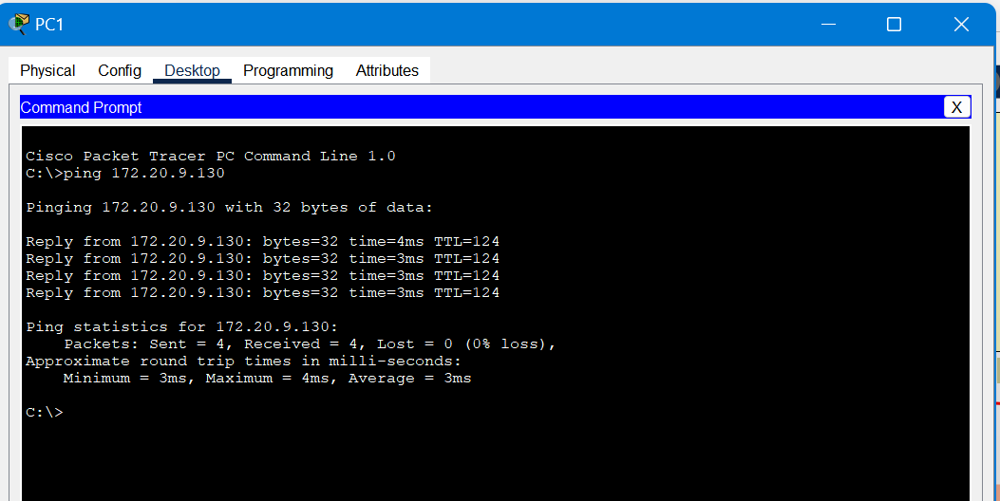 PC1
Physical Config Desktop Programming Attributes
Command Prompt X
Cisco Packet Tracer PC Command Line 1.0
C:\>ping 172.20.9.130
Pinging 172.20.9.130 with 32 bytes of data:
Reply from 172.20.9.130: bytes=32 time=4ms TTL=124
Reply from 172.20.9.130: bytes=32 time=3ms TTL=124
Reply from 172.20.9.130: bytes=32 time=3ms TTL=124
Reply from 172.20.9.130: bytes=32 time=3ms TTL=124
Ping statistics for 172.20.9.130:
    Packets: Sent = 4, Received = 4, Lost = 0 (0% loss),
Approximate round trip times in milli-seconds:
    Minimum = 3ms, Maximum = 4ms, Average = 3ms
C:\>